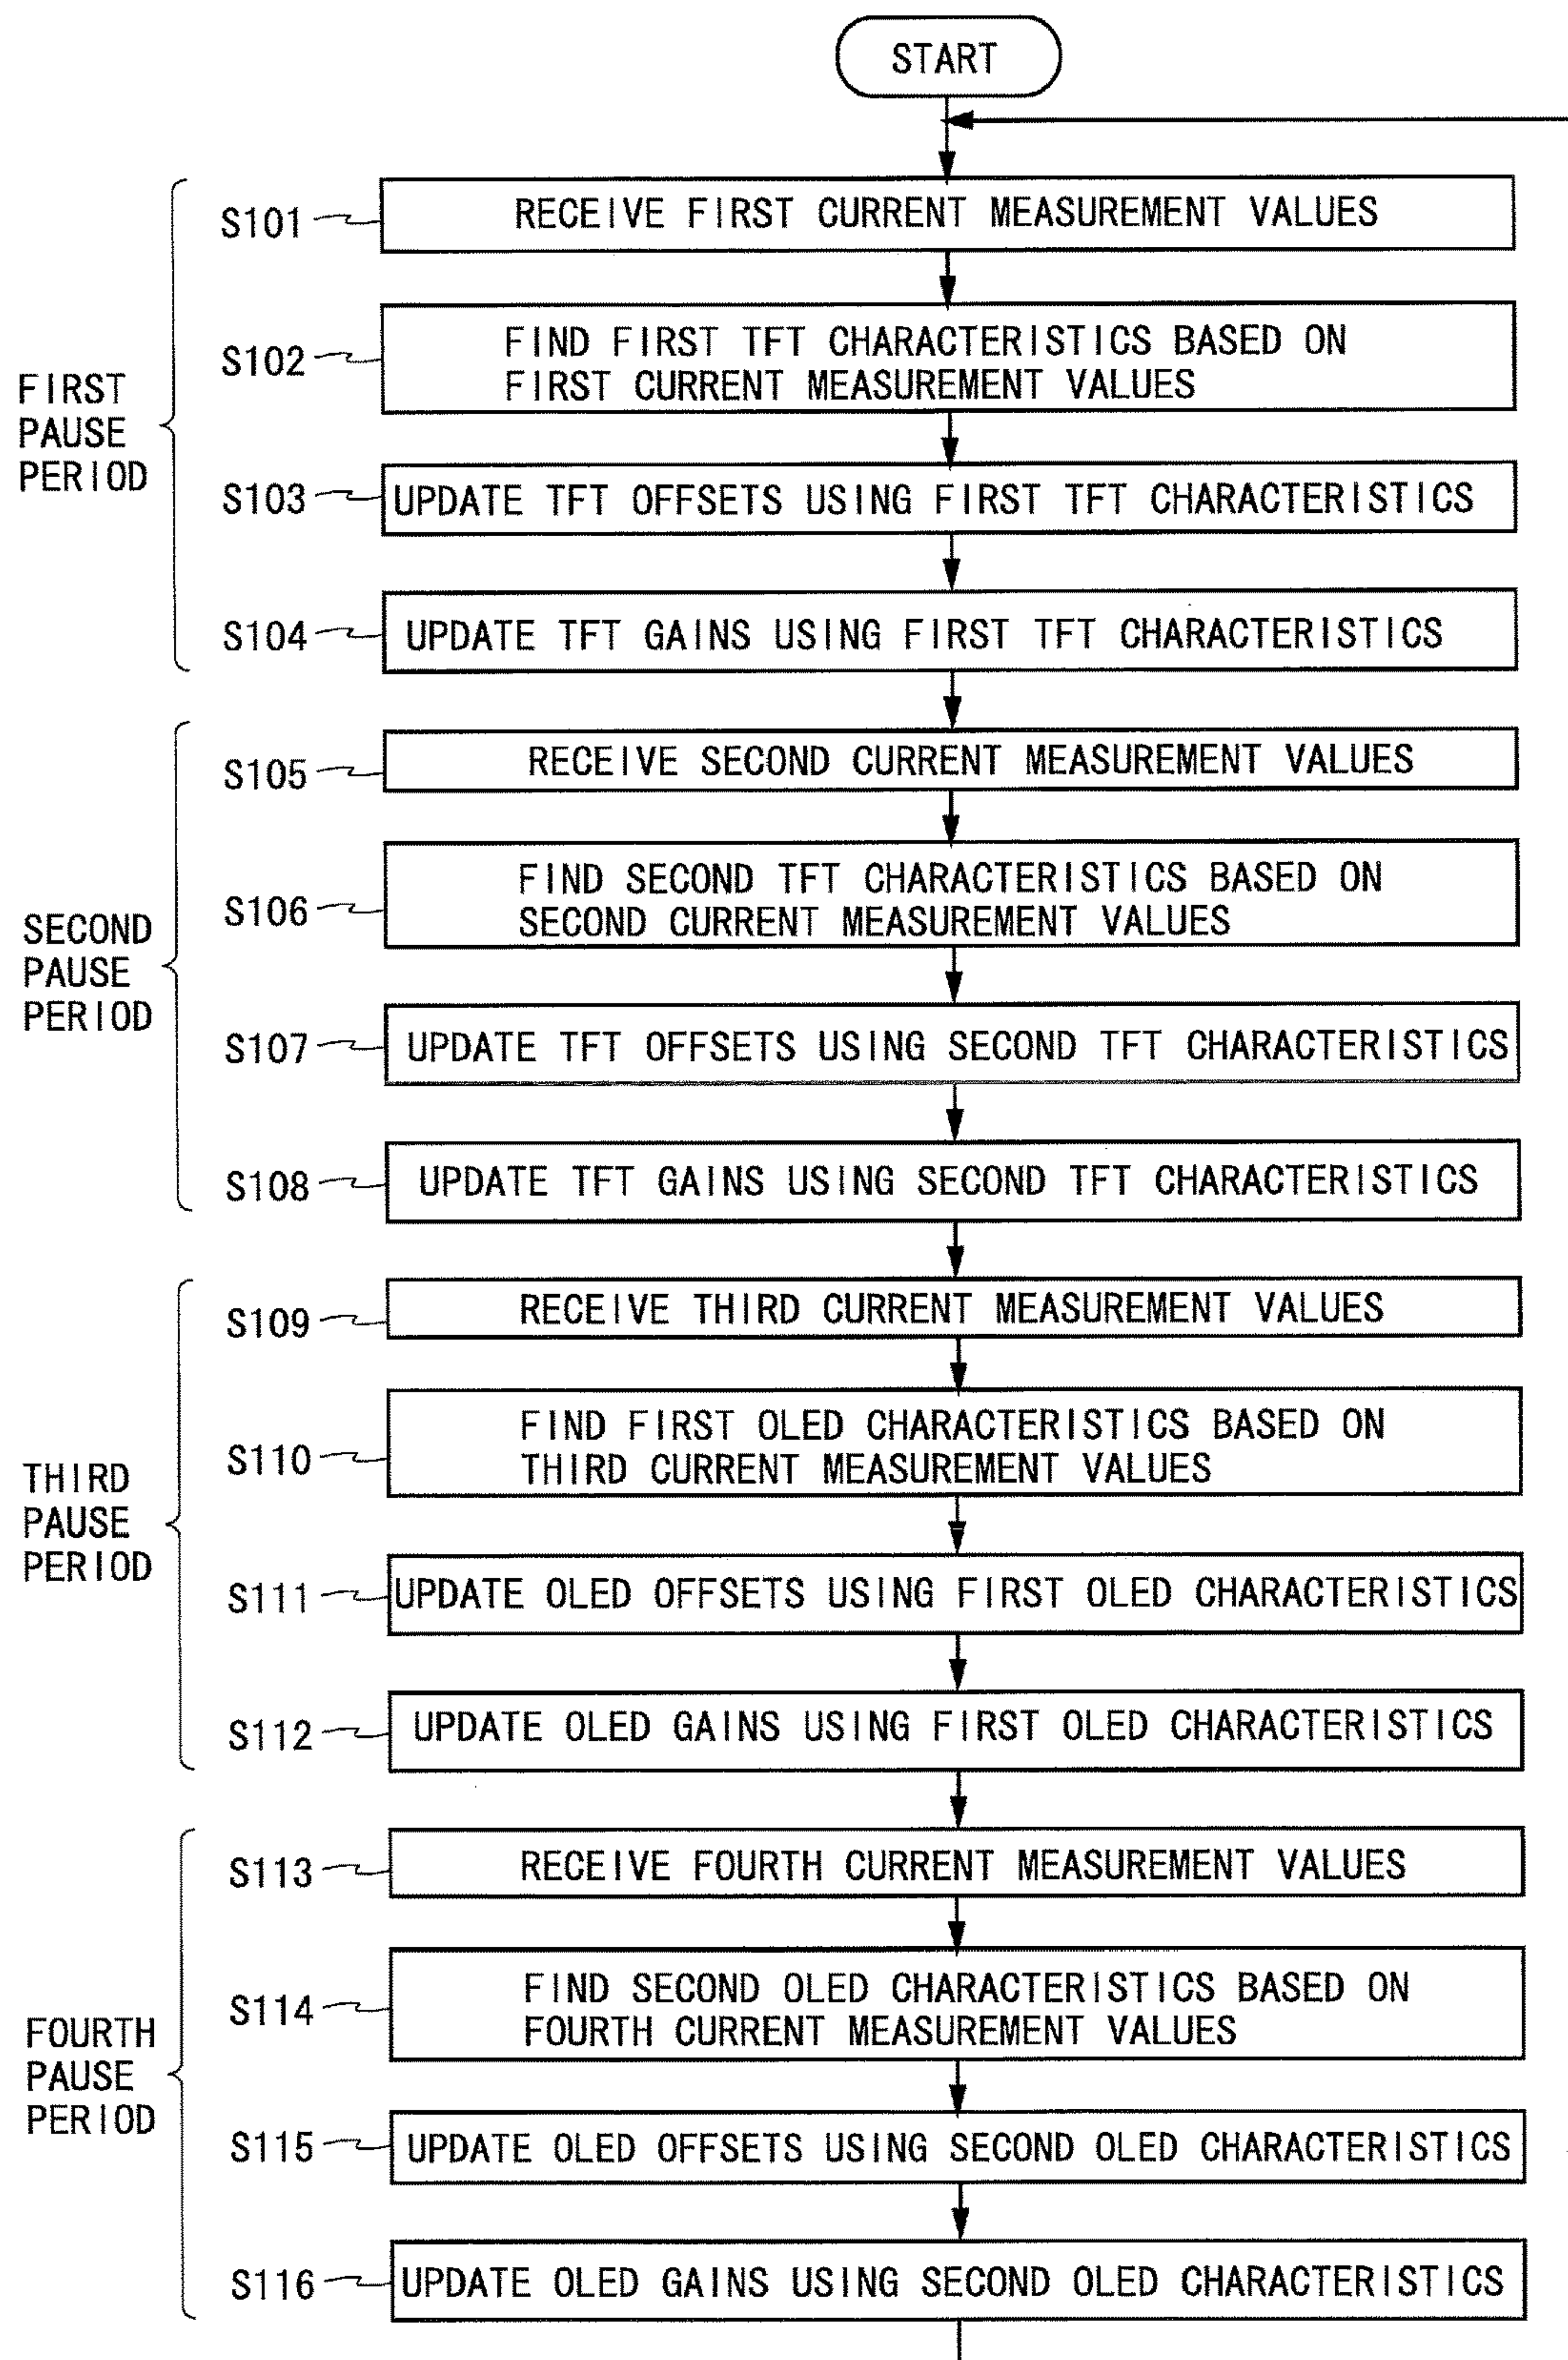 START
FIRST
PAUSE
PERIOD
S101
RECEIVE FIRST CURRENT MEASUREMENT VALUES
S102
FIND FIRST TFT CHARACTERISTICS BASED ON
FIRST CURRENT MEASUREMENT VALUES
S103
UPDATE TFT OFFSETS USING FIRST TFT CHARACTERISTICS
S104
UPDATE TFT GAINS USING FIRST TFT CHARACTERISTICS
SECOND
PAUSE
PERIOD
S105
RECEIVE SECOND CURRENT MEASUREMENT VALUES
S106
FIND SECOND TFT CHARACTERISTICS BASED ON
SECOND CURRENT MEASUREMENT VALUES
S107
UPDATE TFT OFFSETS USING SECOND TFT CHARACTERISTICS
S108
UPDATE TFT GAINS USING SECOND TFT CHARACTERISTICS
THIRD
PAUSE
PERIOD
S109
RECEIVE THIRD CURRENT MEASUREMENT VALUES
S110
FIND FIRST OLED CHARACTERISTICS BASED ON
THIRD CURRENT MEASUREMENT VALUES
S111
UPDATE OLED OFFSETS USING FIRST OLED CHARACTERISTICS
S112
UPDATE OLED GAINS USING FIRST OLED CHARACTERISTICS
FOURTH
PAUSE
PERIOD
S113
RECEIVE FOURTH CURRENT MEASUREMENT VALUES
S114
FIND SECOND OLED CHARACTERISTICS BASED ON
FOURTH CURRENT MEASUREMENT VALUES
S115
UPDATE OLED OFFSETS USING SECOND OLED CHARACTERISTICS
S116
UPDATE OLED GAINS USING SECOND OLED CHARACTERISTICS